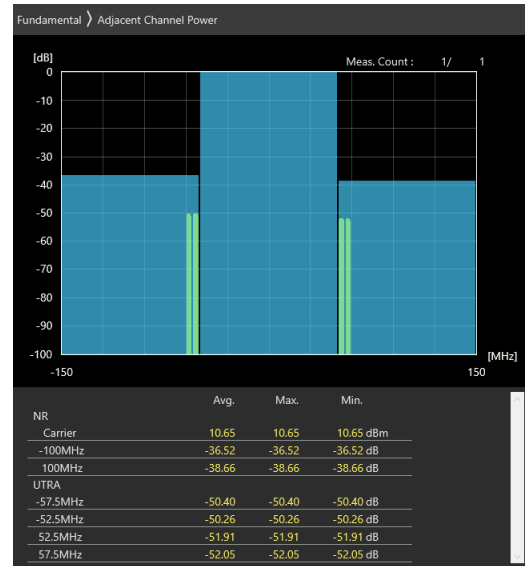 Fundamental 〉 Adjacent Channel Power
[dB]
Meas. Count : 1/ 1
0
-10
-20
-30
-40
-50
-60
-70
-80
-90
-100
[MHz]
-150 150
Avg. Max. Min.
NR
Carrier 10.65 10.65 10.65 dBm
-100MHz -36.52 -36.52 -36.52 dB
100MHz -38.66 -38.66 -38.66 dB
UTRA
-57.5MHz -50.40 -50.40 -50.40 dB
-52.5MHz -50.26 -50.26 -50.26 dB
52.5MHz -51.91 -51.91 -51.91 dB
57.5MHz -52.05 -52.05 -52.05 dB